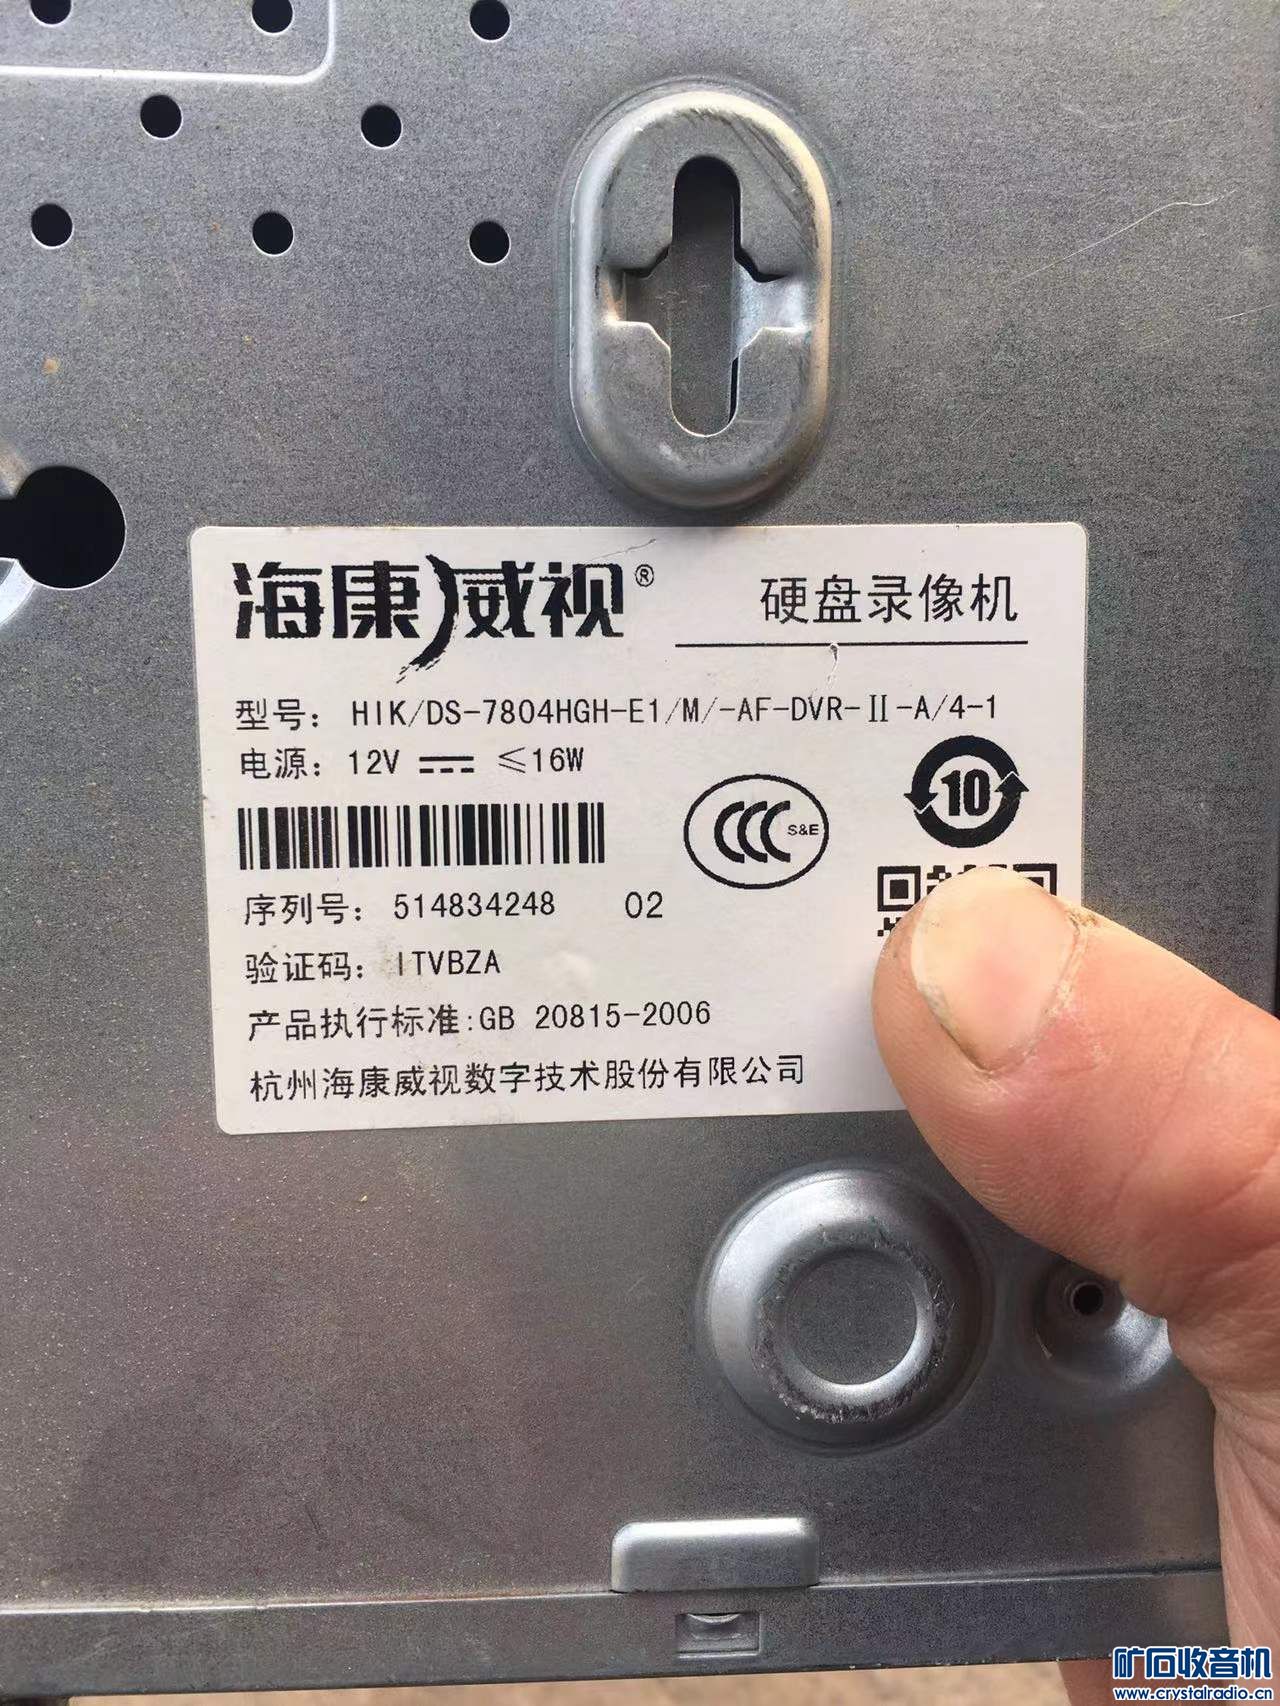 海康威视®
硬盘录像机
型号： HIK/DS-7804HGH-E1/M/-AF-DVR-Ⅱ-A/4-1
电源：12V ≤16W
10
CCC S&E
序列号： 514834248 02
验证码： ITVBZA
产品执行标准:GB 20815-2006
杭州海康威视数字技术股份有限公司
矿石收音机
www.crystalradio.cn